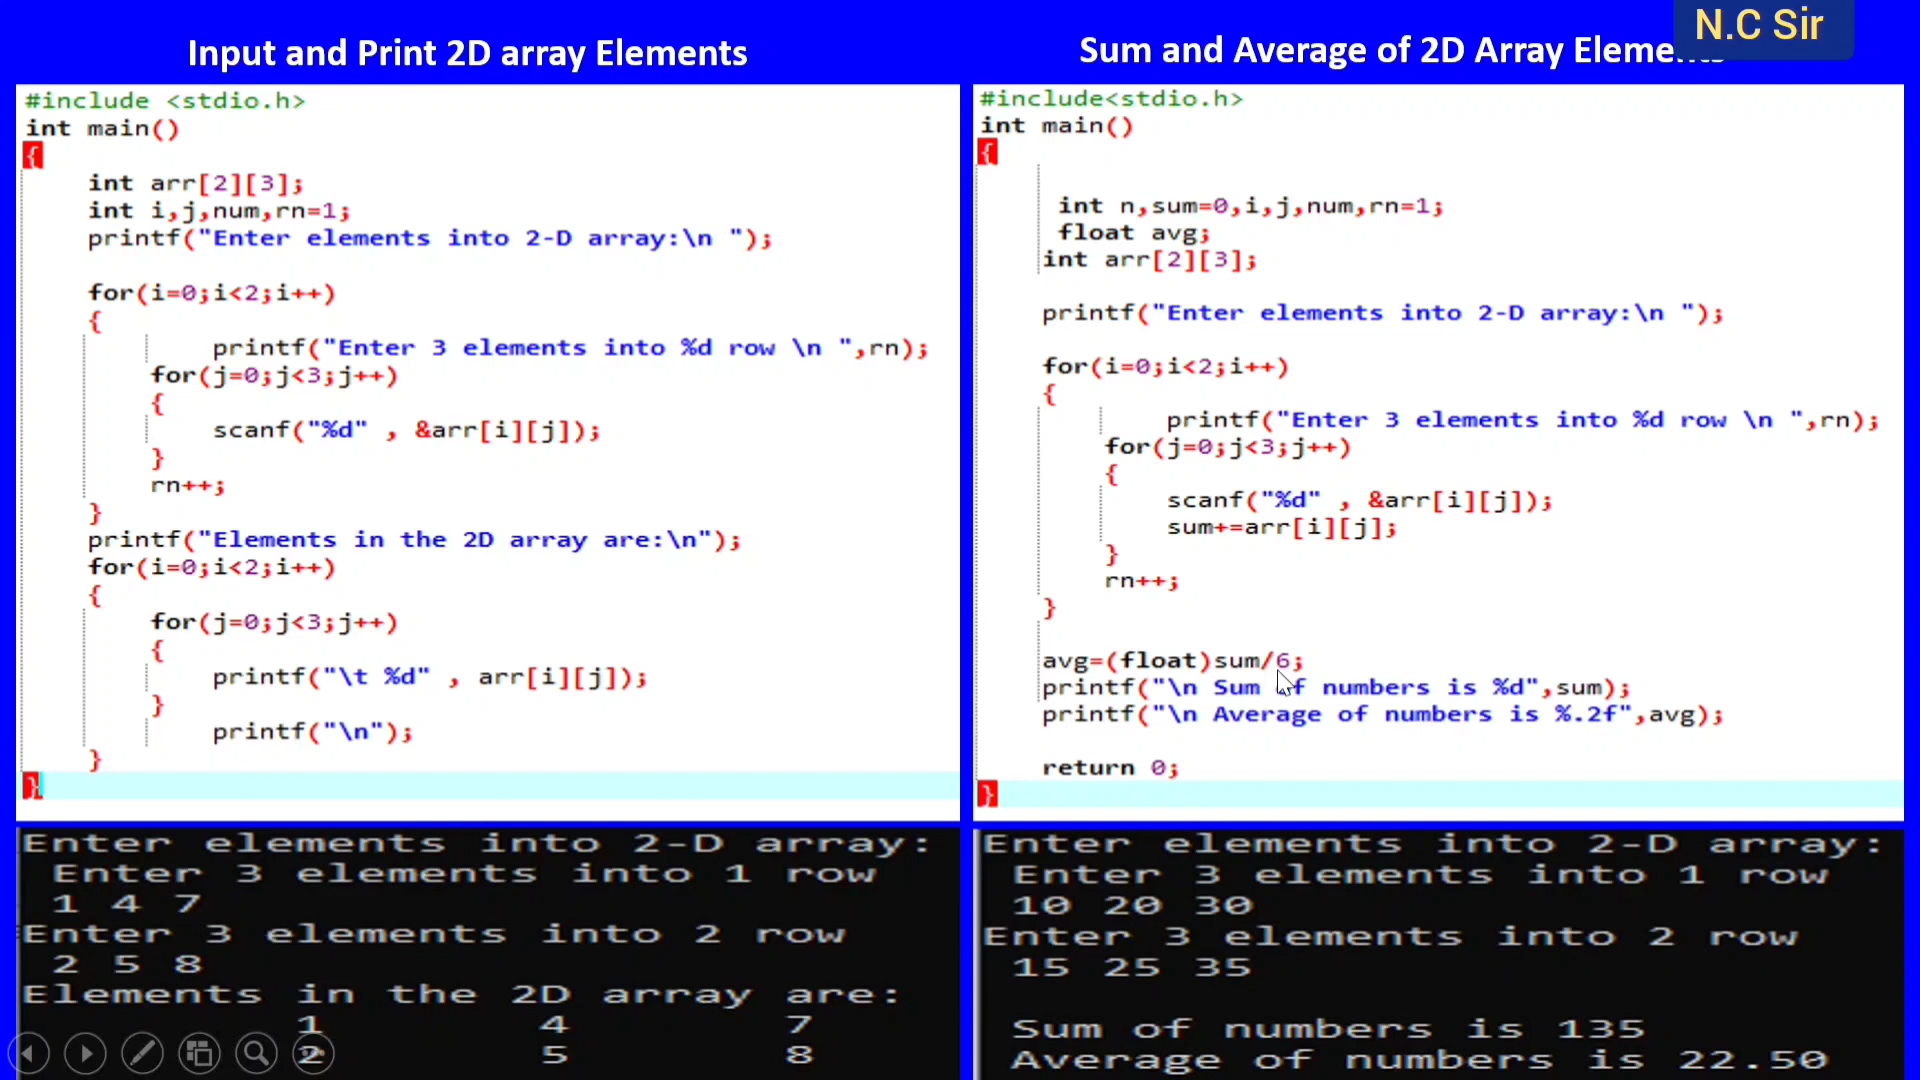 N.C Sir
Input and Print 2D array Elements
#include <stdio.h>
int main()
{
int arr[2][3];
int i,j,num,rn=1;
printf("Enter elements into 2-D array:\n ");
for(i=0;i<2;i++)
{
printf("Enter 3 elements into %d row \n ",rn);
for(j=0;j<3;j++)
{
scanf("%d" , &arr[i][j]);
}
rn++;
}
printf("Elements in the 2D array are:\n");
for(i=0;i<2;i++)
{
for(j=0;j<3;j++)
{
printf("\t %d" , arr[i][j]);
}
printf("\n");
}
}
Enter elements into 2-D array:
Enter 3 elements into 1 row
1 4 7
Enter 3 elements into 2 row
2 5 8
Elements in the 2D array are:
1 4 7
2 5 8
Sum and Average of 2D Array Elements
#include<stdio.h>
int main()
{
int n,sum=0,i,j,num,rn=1;
float avg;
int arr[2][3];
printf("Enter elements into 2-D array:\n ");
for(i=0;i<2;i++)
{
printf("Enter 3 elements into %d row \n ",rn);
for(j=0;j<3;j++)
{
scanf("%d" , &arr[i][j]);
sum+=arr[i][j];
}
rn++;
}
avg=(float)sum/6;
printf("\n Sum of numbers is %d",sum);
printf("\n Average of numbers is %.2f",avg);
return 0;
}
Enter elements into 2-D array:
Enter 3 elements into 1 row
10 20 30
Enter 3 elements into 2 row
15 25 35
Sum of numbers is 135
Average of numbers is 22.50